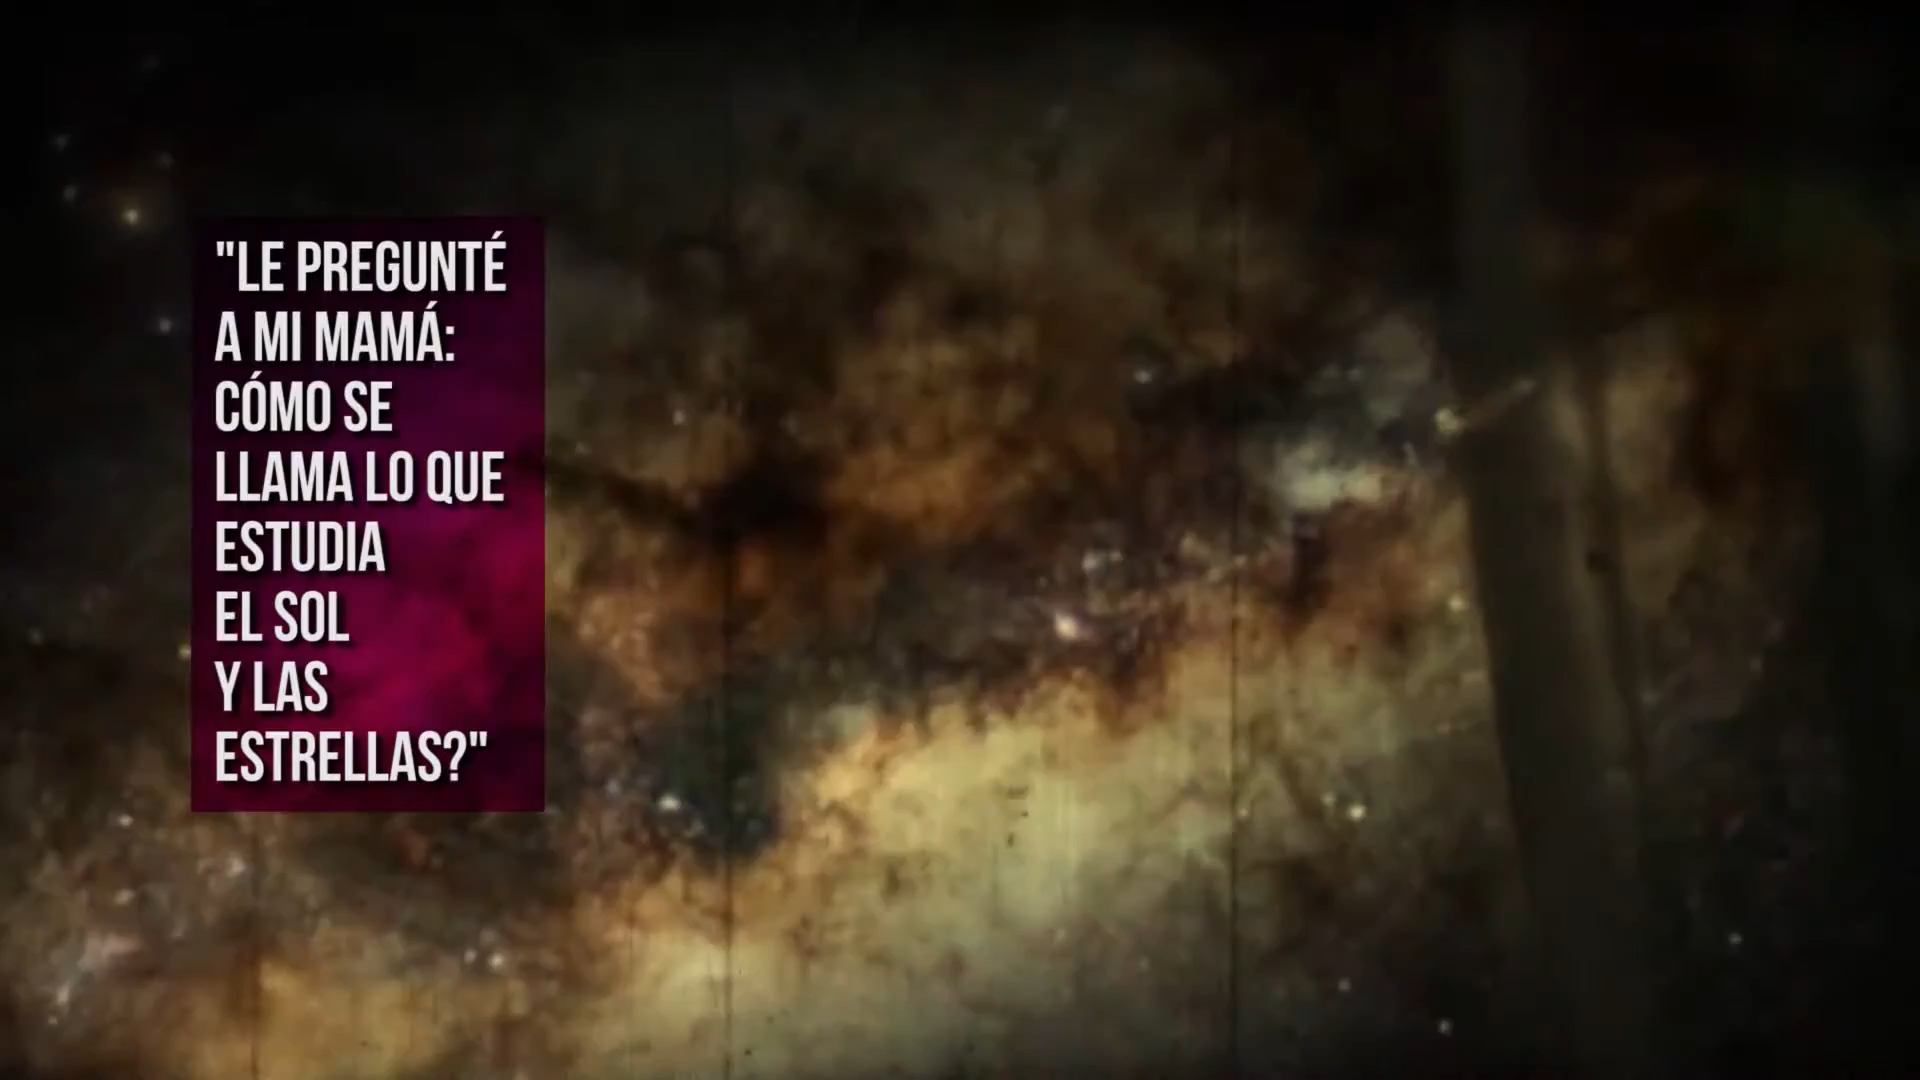 "LE PREGUNTÉ
A MI MAMÁ:
CÓMO SE
LLAMA LO QUE
ESTUDIA
EL SOL
Y LAS
ESTRELLAS?"